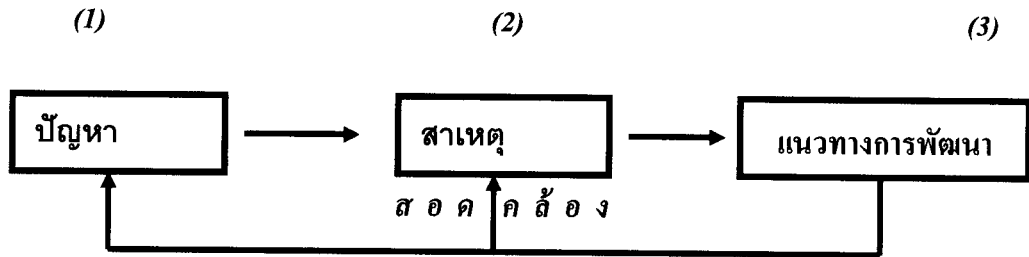 (1) (2) (3)
ปัญหา สาเหตุ แนวทางการพัฒนา
ส อ ด ค ล้ อ ง